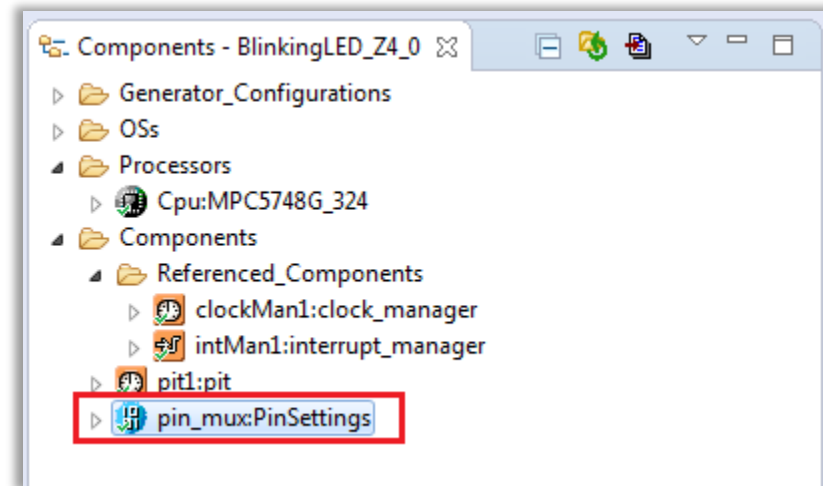 Components - BlinkingLED_Z4_0
Generator_Configurations
OSs
Processors
Cpu:MPC5748G_324
Components
Referenced_Components
clockMan1:clock_manager
intMan1:interrupt_manager
pit1:pit
pin_mux:PinSettings